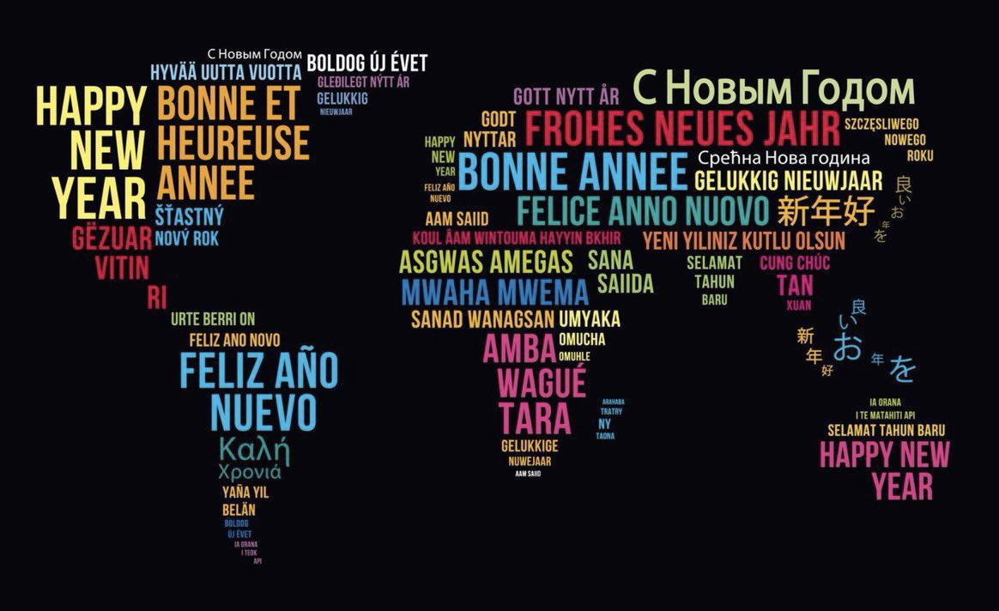 С Новым Годом
HYVÄÄ UUTTA VUOTTA
BOLDOG ÚJ ÉVET
GLEÐILEGT NÝTT ÁR
GELUKKIG
NIEUWJAAR
HAPPY
NEW
YEAR
BONNE ET
HEUREUSE
ANNEE
ŠŤASTNÝ
NOVÝ ROK
GËZUAR
VITIN
RI
URTE BERRI ON
FELIZ ANO NOVO
FELIZ AÑO
NUEVO
Καλή
Χρονιά
YAÑA YIL
BELÄN
BOLDOG
ÚJ ÉVET
IA ORANA
I TEOK
API
GOTT NYTT ÅR
С Новым Годом
GODT
NYTTAR
FROHES NEUES JAHR
SZCZĘSLIWEGO
NOWEGO
ROKU
HAPPY
NEW
YEAR
BONNE ANNEE
Срећна Нова година
GELUKKIG NIEUWJAAR
FELIZ AÑO
NUEVO
FELICE ANNO NUOVO
新年好
良
い
お
年
を
AAM SAIID
KOUL ÂAM WINTOUMA HAYYIN BKHIR
YENI YILINIZ KUTLU OLSUN
ASGWAS AMEGAS
SANA
SAIIDA
SELAMAT
TAHUN
BARU
CUNG CHÚC
TAN
XUAN
MWAHA MWEMA
SANAD WANAGSAN
UMYAKA
OMUCHA
OMUHLE
AMBA
WAGUÉ
TARA
ARAHABA
TRATRY
NY
TAONA
GELUKKIGE
NUWEJAAR
AAM SAIID
新
年
好
良
い
お
年
を
IA ORANA
I TE MATAHITI API
SELAMAT TAHUN BARU
HAPPY NEW
YEAR